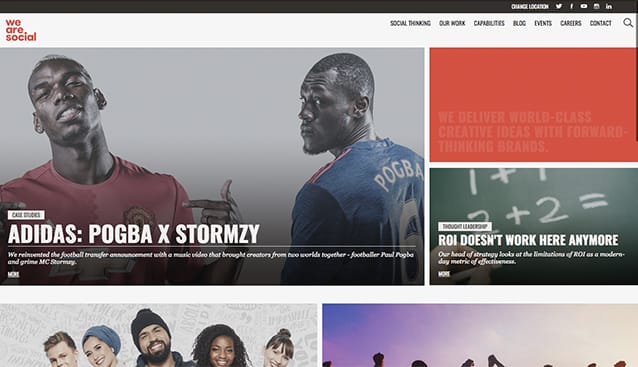 CHANGE LOCATION
we
are
social
SOCIAL THINKING OUR WORK CAPABILITIES BLOG EVENTS CAREERS CONTACT
POGBA
CASE STUDIES
ADIDAS: POGBA X STORMZY
We reinvented the football transfer announcement with a music video that brought creators from two worlds together - footballer Paul Pogba
and grime MC Stormzy.
MORE
WE DELIVER WORLD-CLASS
CREATIVE IDEAS WITH FORWARD-
THINKING BRANDS.
1 + 1 =
2 + 2 =
THOUGHT LEADERSHIP
ROI DOESN'T WORK HERE ANYMORE
Our head of strategy looks at the limitations of ROI as a modern-
day metric of effectiveness.
MORE